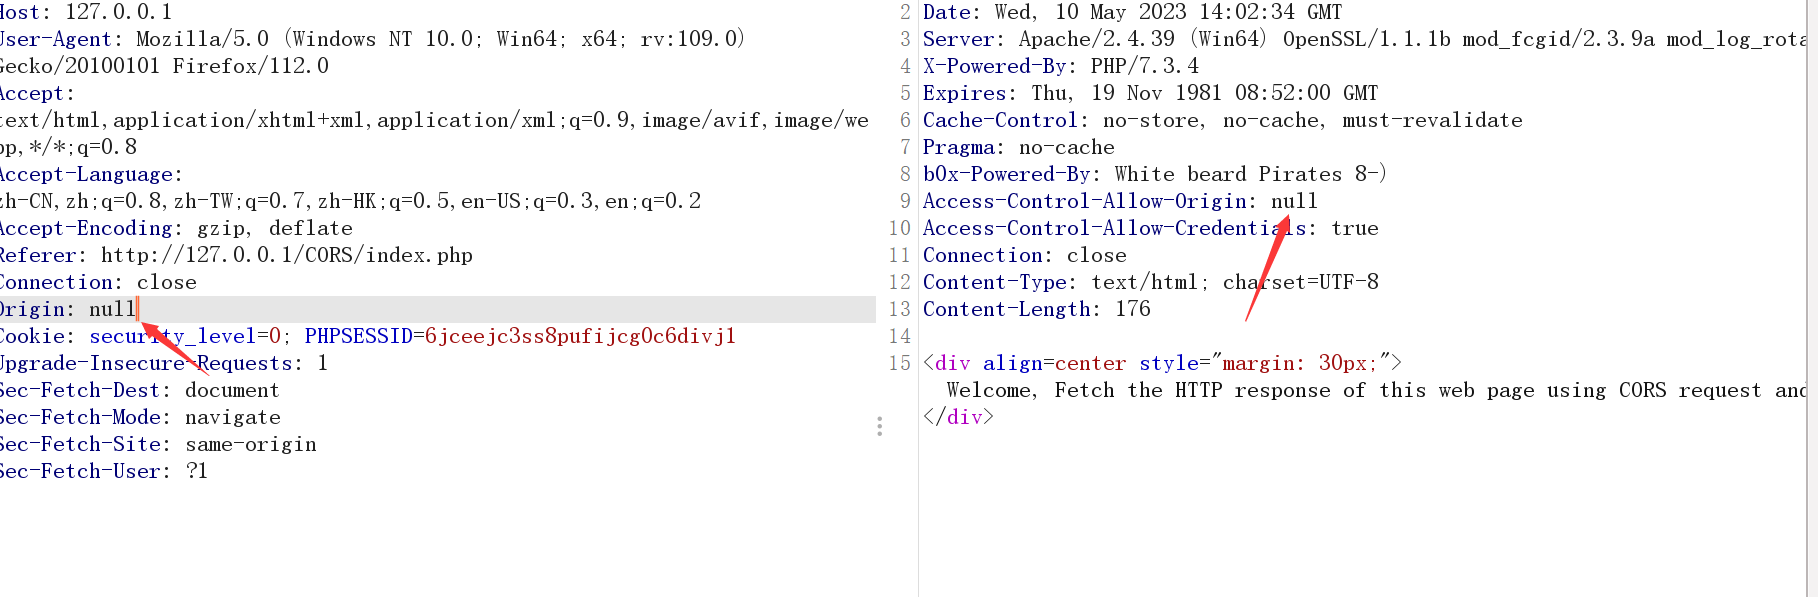 Host: 127.0.0.1
User-Agent: Mozilla/5.0 (Windows NT 10.0; Win64; x64; rv:109.0)
Gecko/20100101 Firefox/112.0
Accept:
text/html,application/xhtml+xml,application/xml;q=0.9,image/avif,image/we
bp,*/*;q=0.8
Accept-Language:
zh-CN,zh;q=0.8,zh-TW;q=0.7,zh-HK;q=0.5,en-US;q=0.3,en;q=0.2
Accept-Encoding: gzip, deflate
Referer: http://127.0.0.1/CORS/index.php
Connection: close
Origin: null
Cookie: security_level=0; PHPSESSID=6jceejc3ss8pufijcg0c6divj1
Upgrade-Insecure-Requests: 1
Sec-Fetch-Dest: document
Sec-Fetch-Mode: navigate
Sec-Fetch-Site: same-origin
Sec-Fetch-User: ?1
2 Date: Wed, 10 May 2023 14:02:34 GMT
3 Server: Apache/2.4.39 (Win64) OpenSSL/1.1.1b mod_fcgid/2.3.9a mod_log_rota
4 X-Powered-By: PHP/7.3.4
5 Expires: Thu, 19 Nov 1981 08:52:00 GMT
6 Cache-Control: no-store, no-cache, must-revalidate
7 Pragma: no-cache
8 b0x-Powered-By: White beard Pirates 8-)
9 Access-Control-Allow-Origin: null
10 Access-Control-Allow-Credentials: true
11 Connection: close
12 Content-Type: text/html; charset=UTF-8
13 Content-Length: 176
14
15 <div align=center style="margin: 30px;">
Welcome, Fetch the HTTP response of this web page using CORS request and
</div>